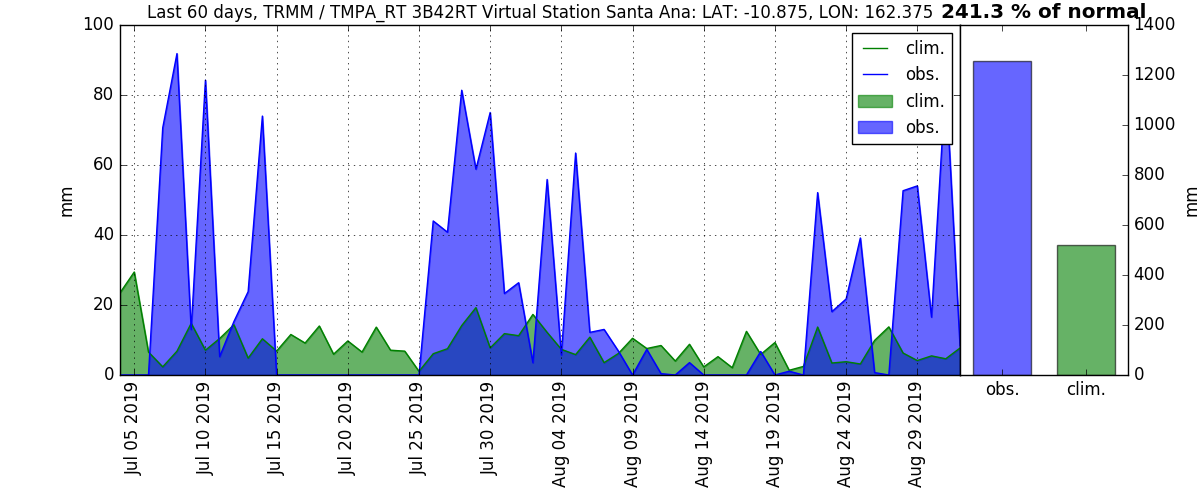 Last 60 days, TRMM / TMPA_RT 3B42RT Virtual Station Santa Ana: LAT: -10.875, LON: 162.375 241.3 % of normal
100
80
60
40
20
0
mm
clim.
obs.
clim.
obs.
1400
1200
1000
800
600
400
200
0
mm
obs.
clim.
Jul 05 2019
Jul 10 2019
Jul 15 2019
Jul 20 2019
Jul 25 2019
Jul 30 2019
Aug 04 2019
Aug 09 2019
Aug 14 2019
Aug 19 2019
Aug 24 2019
Aug 29 2019